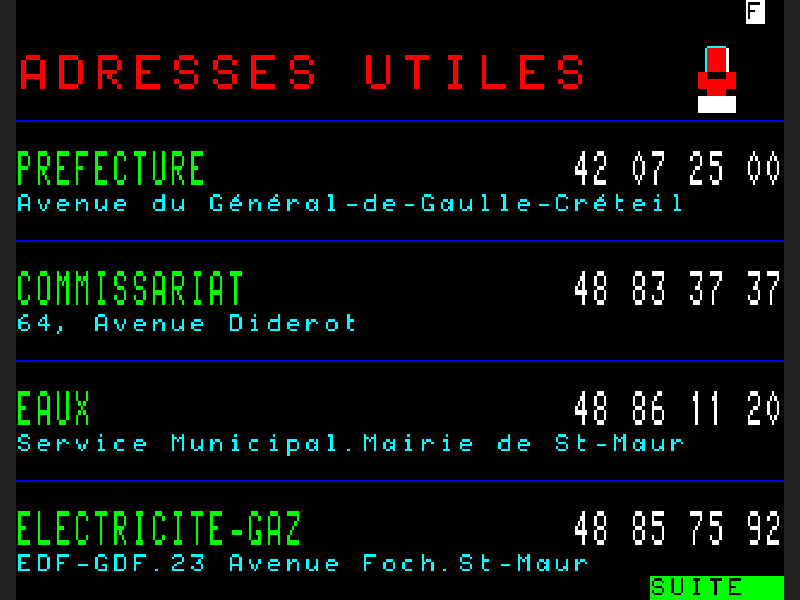 F
ADRESSES UTILES
PREFECTURE 42 07 25 00
Avenue du Général-de-Gaulle-Créteil
COMMISSARIAT 48 83 37 37
64, Avenue Diderot
EAUX 48 86 11 20
Service Municipal.Mairie de St-Maur
ELECTRICITE-GAZ 48 85 75 92
EDF-GDF.23 Avenue Foch.St-Maur
SUITE